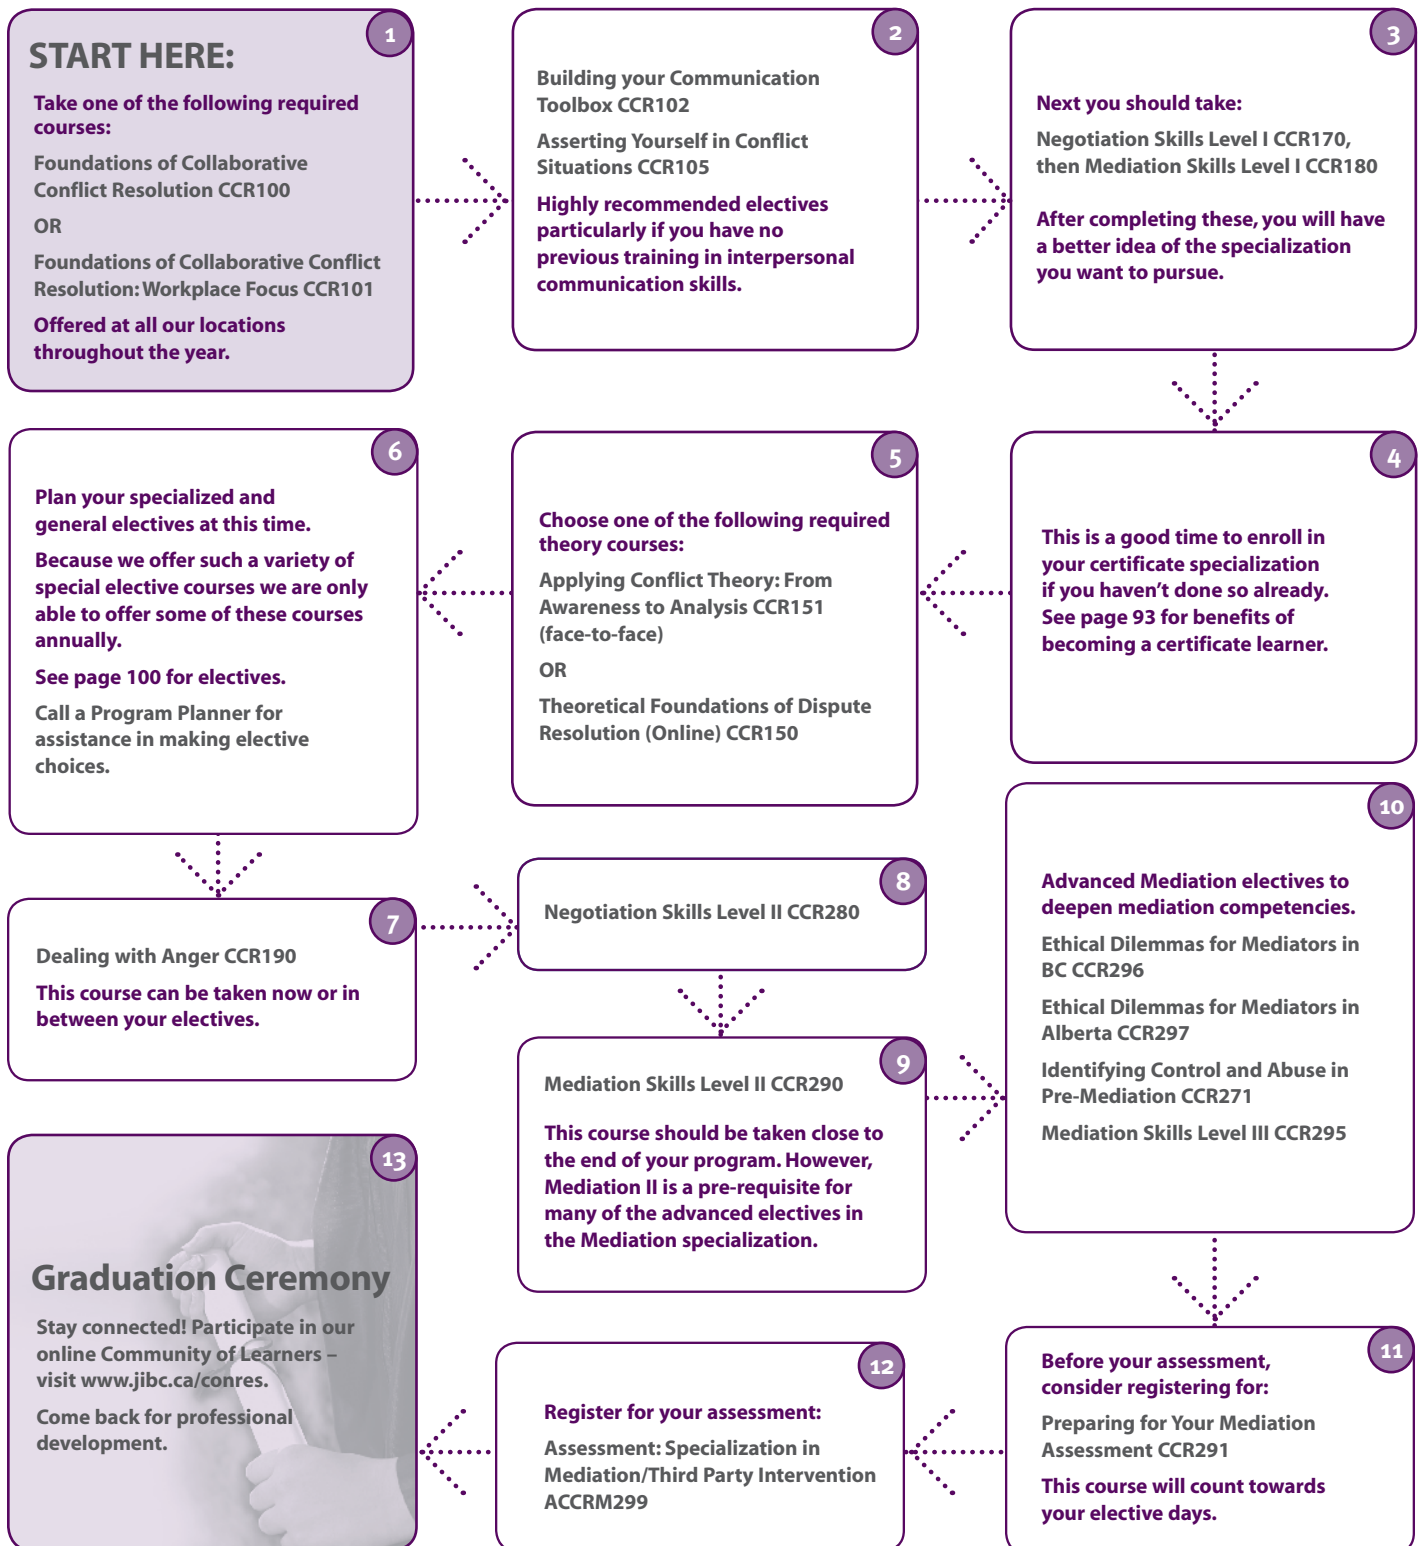 1
START HERE:
Take one of the following required
courses:
Foundations of Collaborative
Conflict Resolution CCR100
OR
Foundations of Collaborative Conflict
Resolution: Workplace Focus CCR101
Offered at all our locations
throughout the year.
2
Building your Communication
Toolbox CCR102
Asserting Yourself in Conflict
Situations CCR105
Highly recommended electives
particularly if you have no
previous training in interpersonal
communication skills.
3
Next you should take:
Negotiation Skills Level I CCR170,
then Mediation Skills Level I CCR180
After completing these, you will have
a better idea of the specialization
you want to pursue.
4
This is a good time to enroll in
your certificate specialization
if you haven’t done so already.
See page 93 for benefits of
becoming a certificate learner.
5
Choose one of the following required
theory courses:
Applying Conflict Theory: From
Awareness to Analysis CCR151
(face-to-face)
OR
Theoretical Foundations of Dispute
Resolution (Online) CCR150
6
Plan your specialized and
general electives at this time.
Because we offer such a variety of
special elective courses we are only
able to offer some of these courses
annually.
See page 100 for electives.
Call a Program Planner for
assistance in making elective
choices.
7
Dealing with Anger CCR190
This course can be taken now or in
between your electives.
8
Negotiation Skills Level II CCR280
9
Mediation Skills Level II CCR290
This course should be taken close to
the end of your program. However,
Mediation II is a pre-requisite for
many of the advanced electives in
the Mediation specialization.
10
Advanced Mediation electives to
deepen mediation competencies.
Ethical Dilemmas for Mediators in
BC CCR296
Ethical Dilemmas for Mediators in
Alberta CCR297
Identifying Control and Abuse in
Pre-Mediation CCR271
Mediation Skills Level III CCR295
11
Before your assessment,
consider registering for:
Preparing for Your Mediation
Assessment CCR291
This course will count towards
your elective days.
12
Register for your assessment:
Assessment: Specialization in
Mediation/Third Party Intervention
ACCRM299
13
Graduation Ceremony
Stay connected! Participate in our
online Community of Learners –
visit www.jibc.ca/conres.
Come back for professional
development.